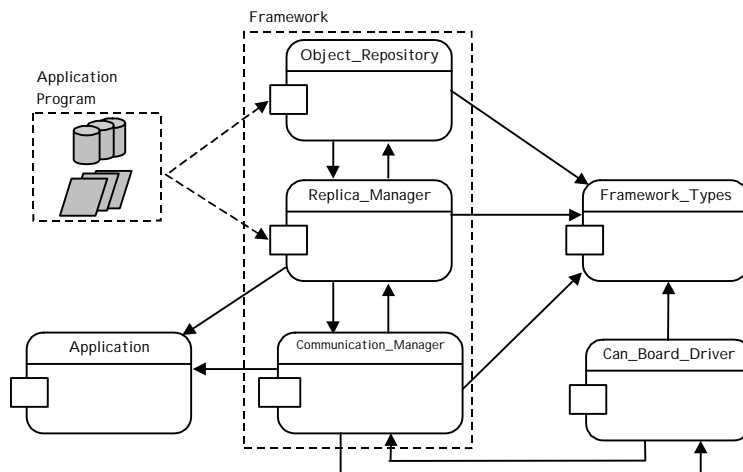 Framework
Object_Repository
Application
Program
Replica_Manager
Framework_Types
Application
Communication_Manager
Can_Board_Driver